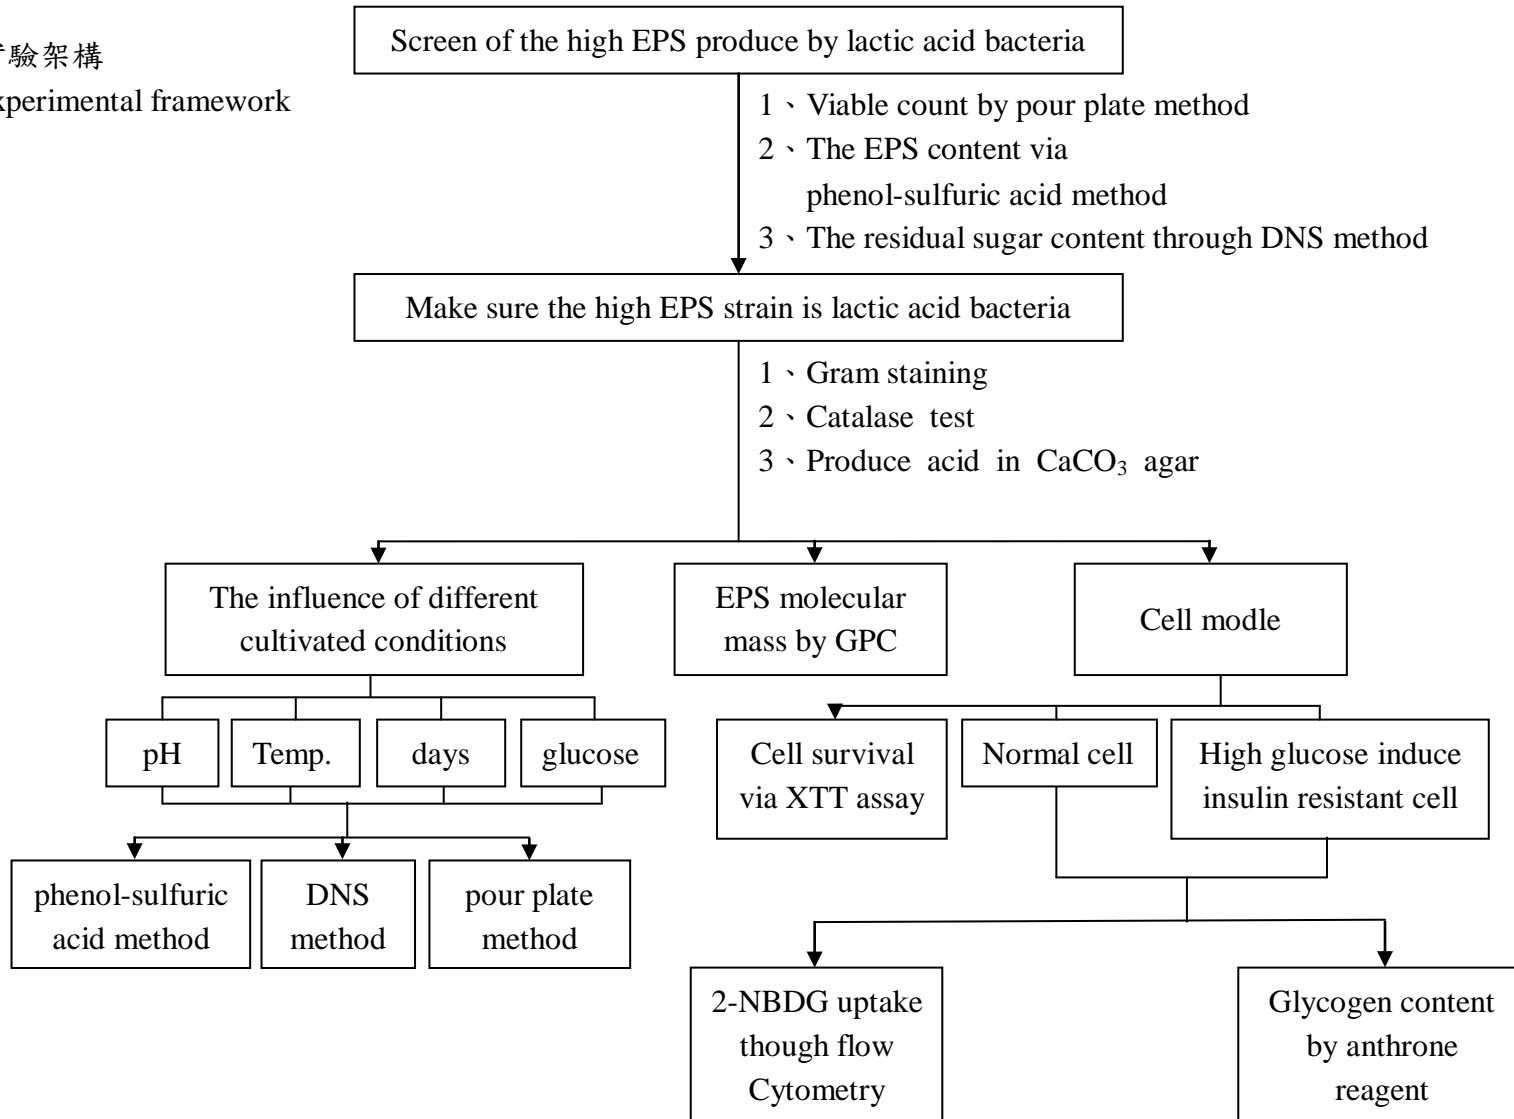 Screen of the high EPS produce by lactic acid bacteria
驗架構
xperimental framework
1、Viable count by pour plate method
2、The EPS content via
phenol-sulfuric acid method
3、The residual sugar content through DNS method
Make sure the high EPS strain is lactic acid bacteria
1、Gram staining
2、Catalase test
3、Produce acid in CaCO₃ agar
The influence of different
cultivated conditions
EPS molecular
mass by GPC
Cell modle
pH
Temp.
days
glucose
Cell survival
via XTT assay
Normal cell
High glucose induce
insulin resistant cell
phenol-sulfuric
acid method
DNS
method
pour plate
method
2-NBDG uptake
though flow
Cytometry
Glycogen content
by anthrone
reagent